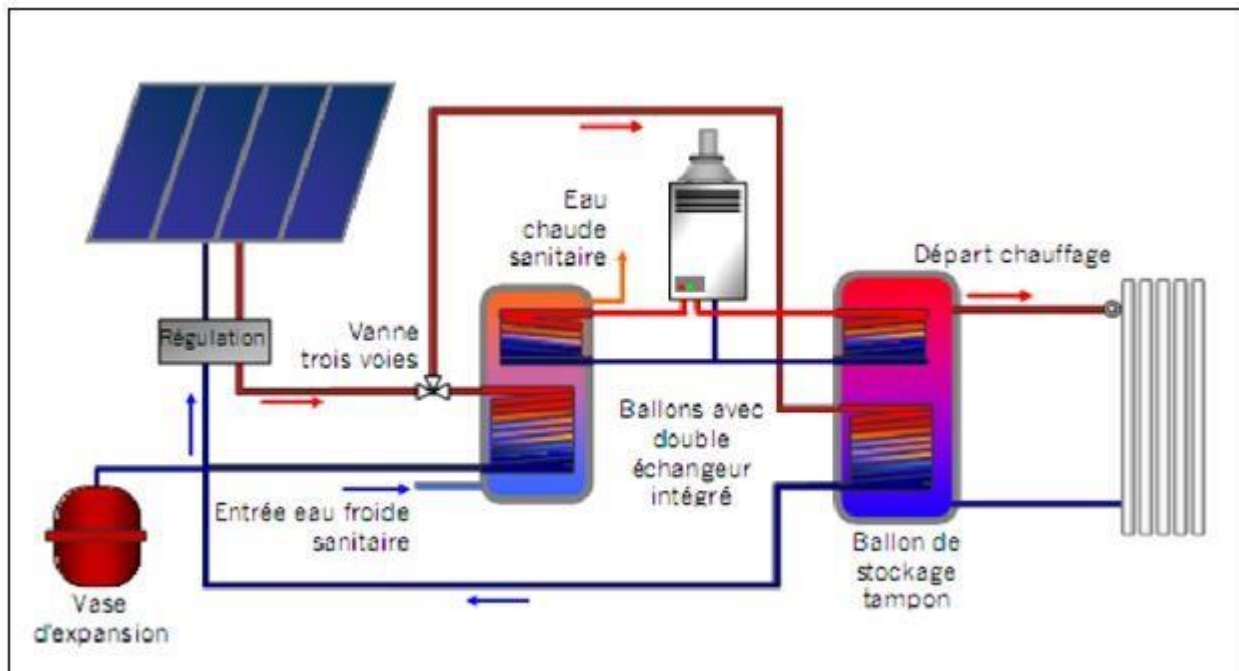 Eau
chaude
sanitaire
Départ chauffage
Régulation
Vanne
trois voies
Ballons avec
double
échangeur
intégré
Entrée eau froide
sanitaire
Ballon de
stockage
tampon
Vase
d'expansion